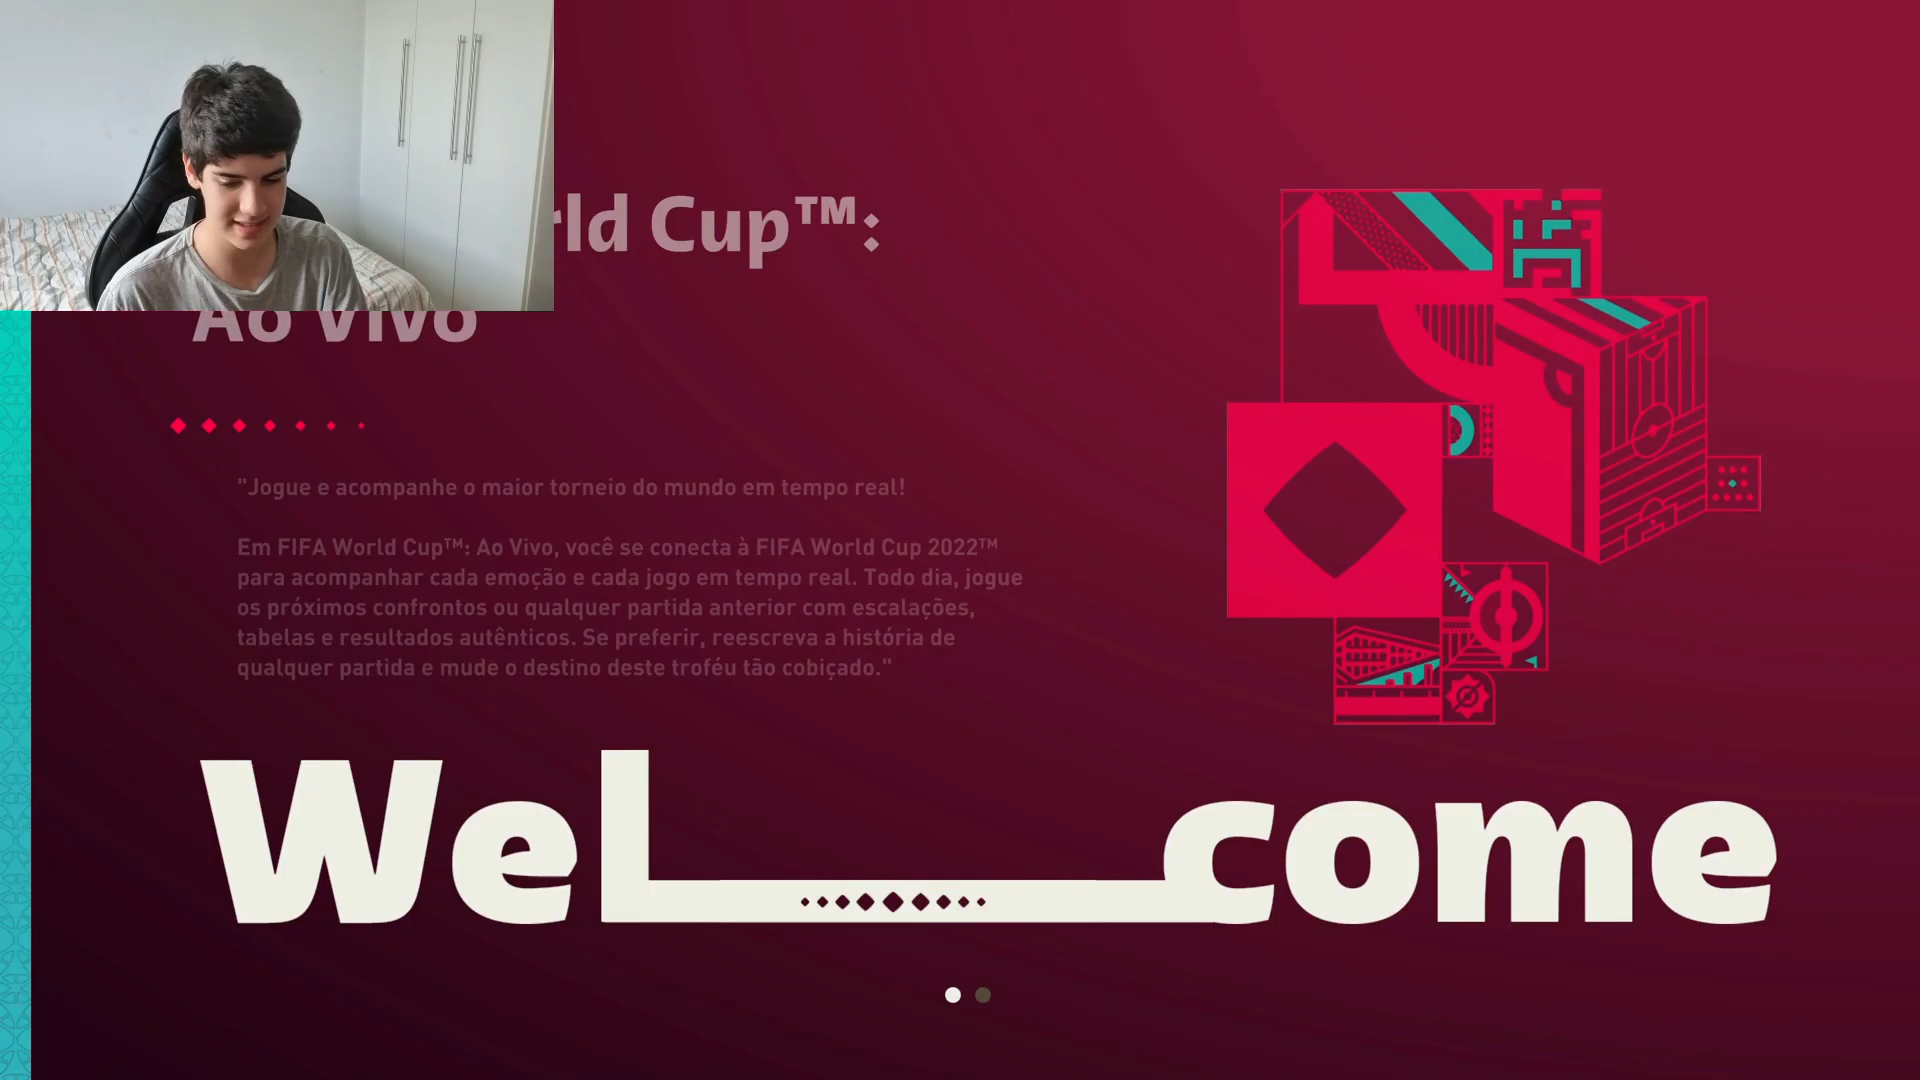 rld Cup™:
Ao Vivo
"Jogue e acompanhe o maior torneio do mundo em tempo real!
Em FIFA World Cup™: Ao Vivo, você se conecta à FIFA World Cup 2022™
para acompanhar cada emoção e cada jogo em tempo real. Todo dia, jogue
os próximos confrontos ou qualquer partida anterior com escalações,
tabelas e resultados autênticos. Se preferir, reescreva a história de
qualquer partida e mude o destino deste troféu tão cobiçado."
Welcome